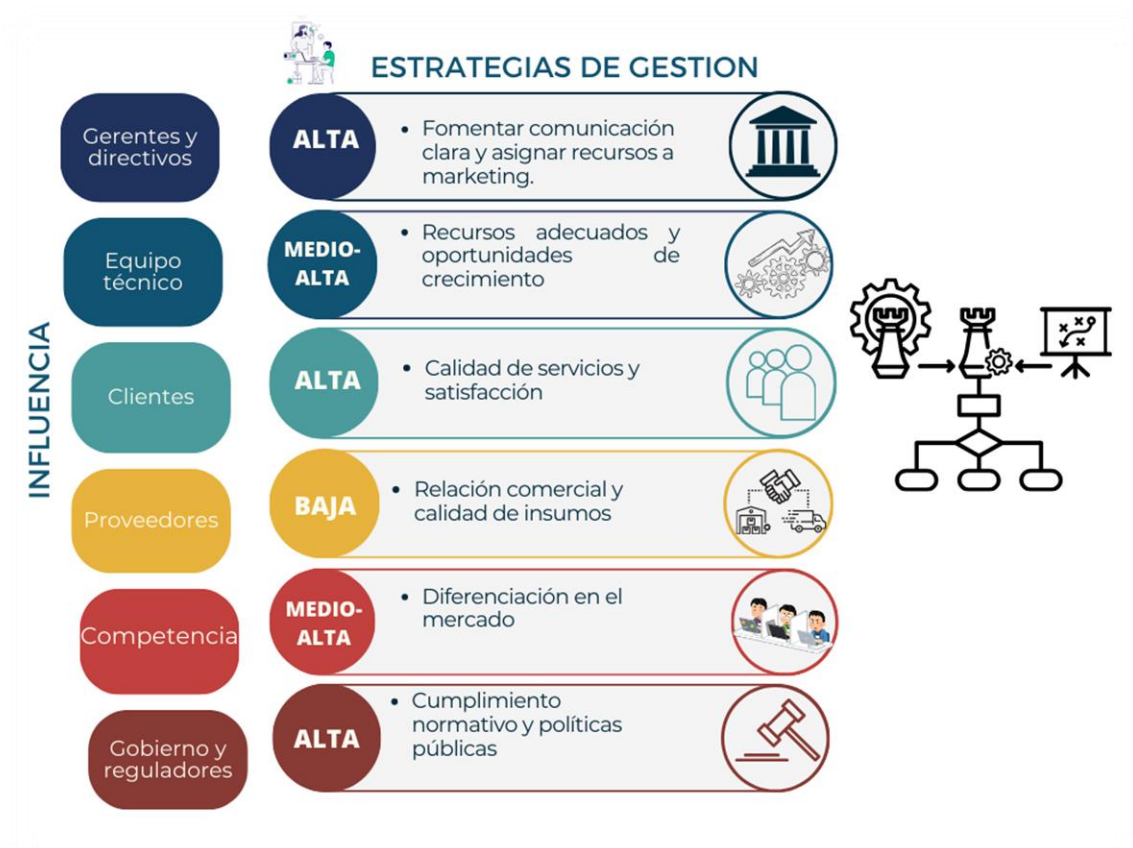 ESTRATEGIAS DE GESTION
INFLUENCIA
Gerentes y
directivos
ALTA
• Fomentar comunicación
clara y asignar recursos a
marketing.
Equipo
técnico
MEDIO-
ALTA
• Recursos adecuados y
oportunidades de
crecimiento
Clientes
ALTA
• Calidad de servicios y
satisfacción
Proveedores
BAJA
• Relación comercial y
calidad de insumos
Competencia
MEDIO-
ALTA
• Diferenciación en el
mercado
Gobierno y
reguladores
ALTA
• Cumplimiento
normativo y políticas
públicas